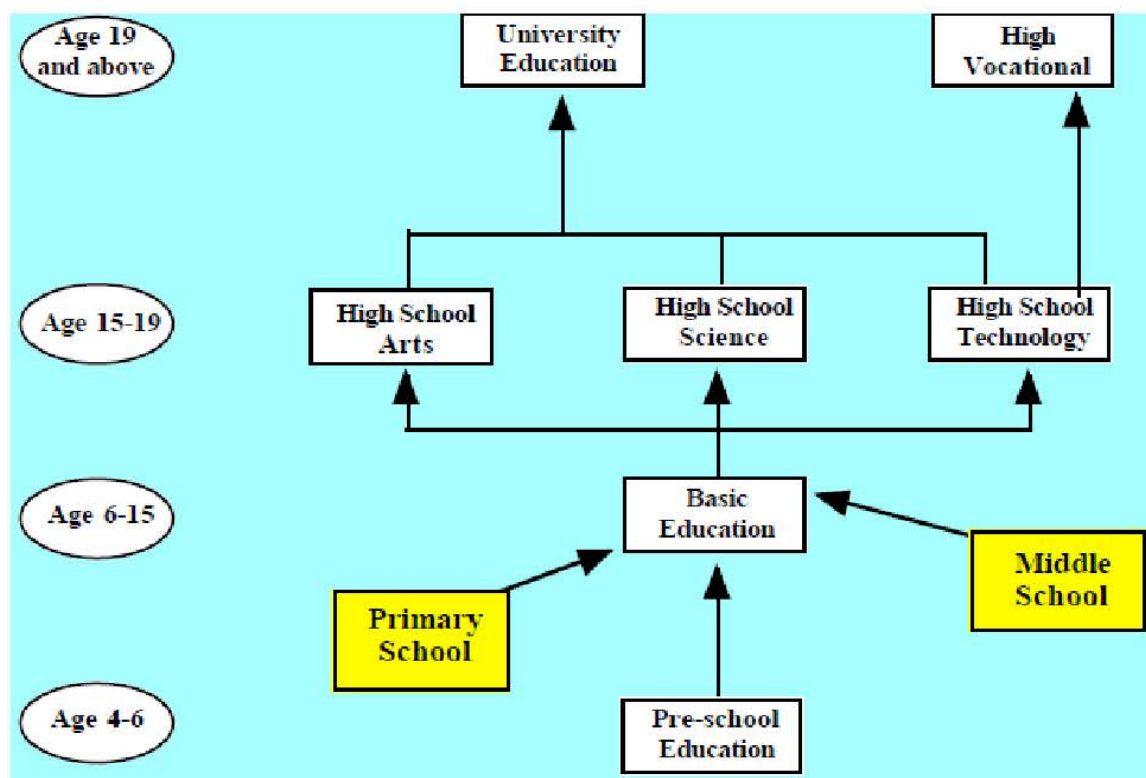 Age 19
and above
University
Education
High
Vocational
Age 15-19
High School
Arts
High School
Science
High School
Technology
Age 6-15
Basic
Education
Middle
School
Primary
School
Age 4-6
Pre-school
Education